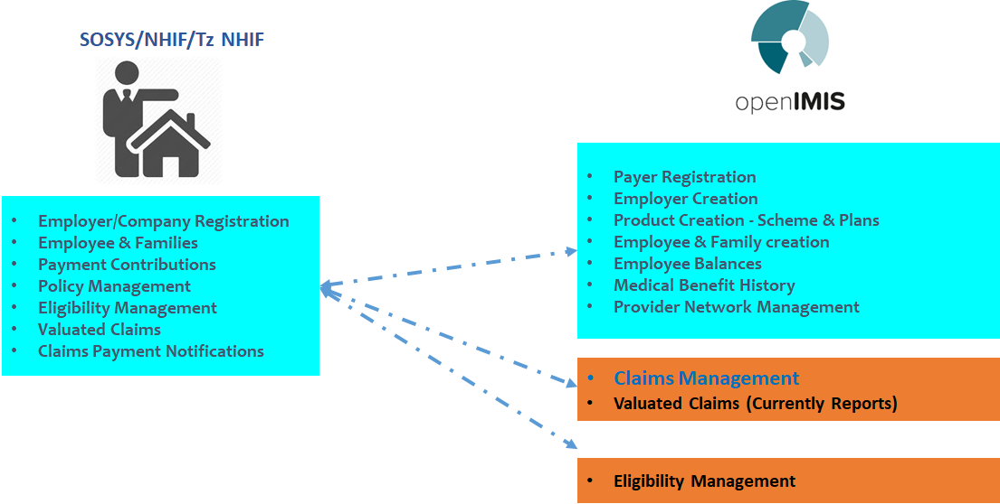 SOSYS/NHIF/Tz NHIF
• Employer/Company Registration
• Employee & Families
• Payment Contributions
• Policy Management
• Eligibility Management
• Valuated Claims
• Claims Payment Notifications
openIMIS
• Payer Registration
• Employer Creation
• Product Creation - Scheme & Plans
• Employee & Family creation
• Employee Balances
• Medical Benefit History
• Provider Network Management
• Claims Management
• Valuated Claims (Currently Reports)
• Eligibility Management